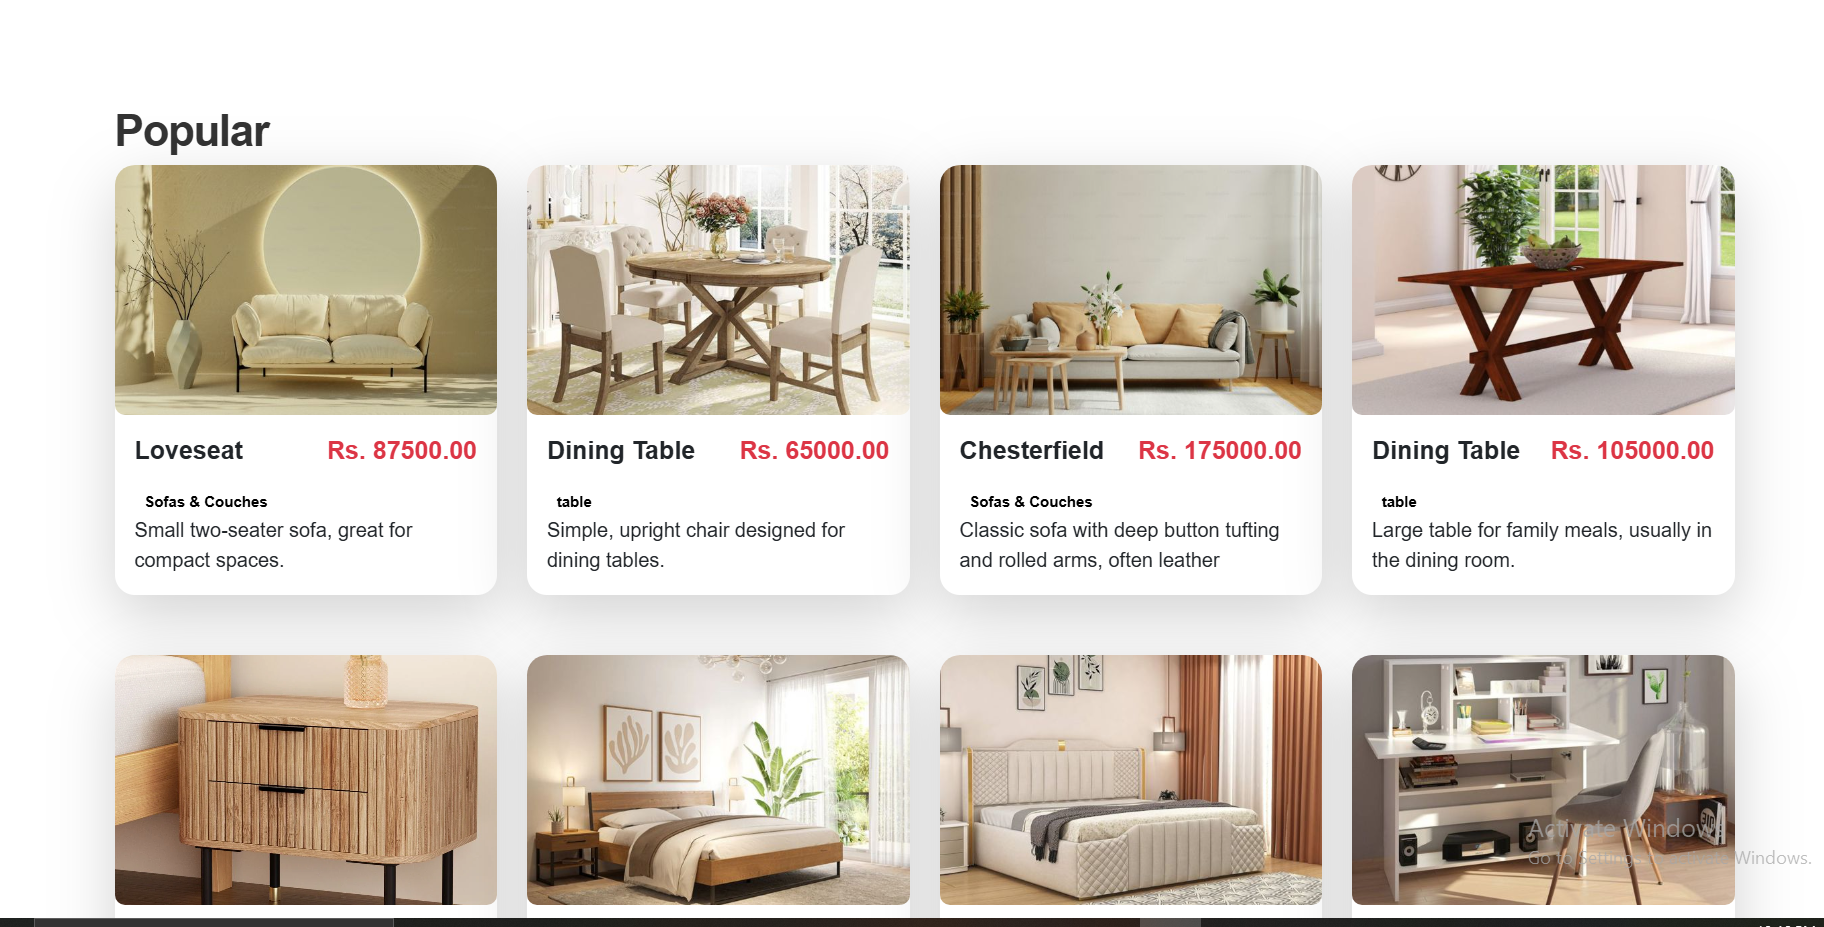 Popular
Loveseat Rs. 87500.00
Sofas & Couches
Small two-seater sofa, great for
compact spaces.
Dining Table Rs. 65000.00
table
Simple, upright chair designed for
dining tables.
Chesterfield Rs. 175000.00
Sofas & Couches
Classic sofa with deep button tufting
and rolled arms, often leather
Dining Table Rs. 105000.00
table
Large table for family meals, usually in
the dining room.
Activate Windows
Go to Settings to activate Windows.